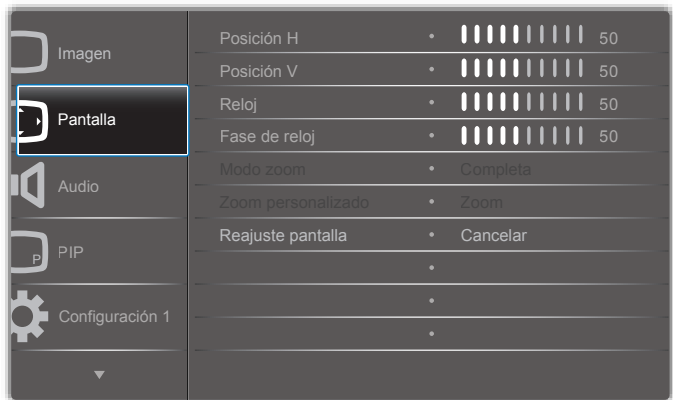 Imagen
Pantalla
Audio
P
PIP
Configuración 1
Posición H • 50
Posición V • 50
Reloj • 50
Fase de reloj • 50
Modo zoom • Completa
Zoom personalizado • Zoom
Reajuste pantalla • Cancelar
•
•
•